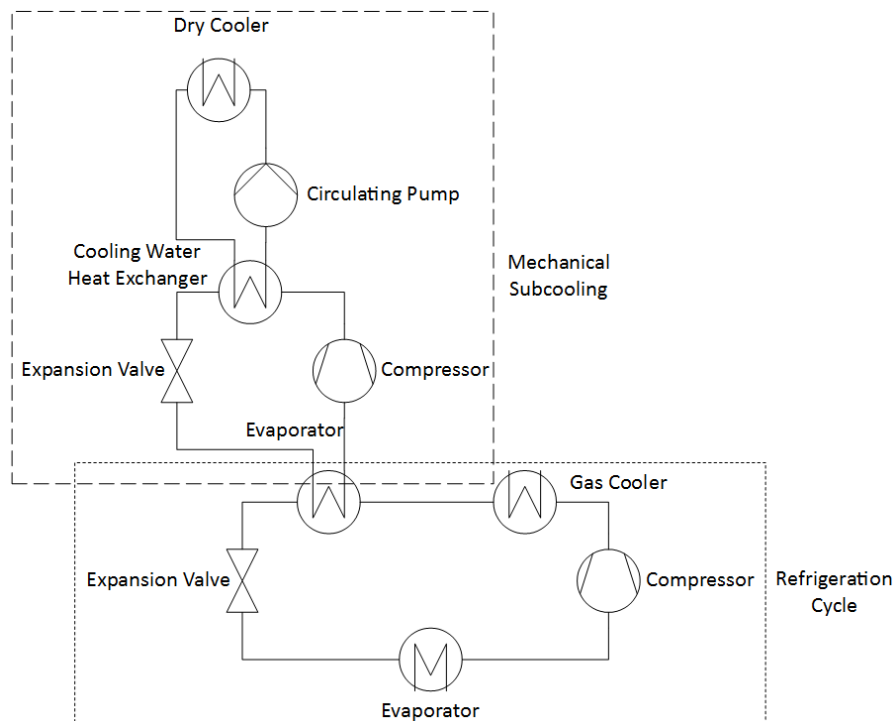 Dry Cooler
Circulating Pump
Cooling Water
Heat Exchanger
Mechanical
Subcooling
Expansion Valve
Compressor
Evaporator
Gas Cooler
Expansion Valve
Compressor
Refrigeration
Cycle
Evaporator